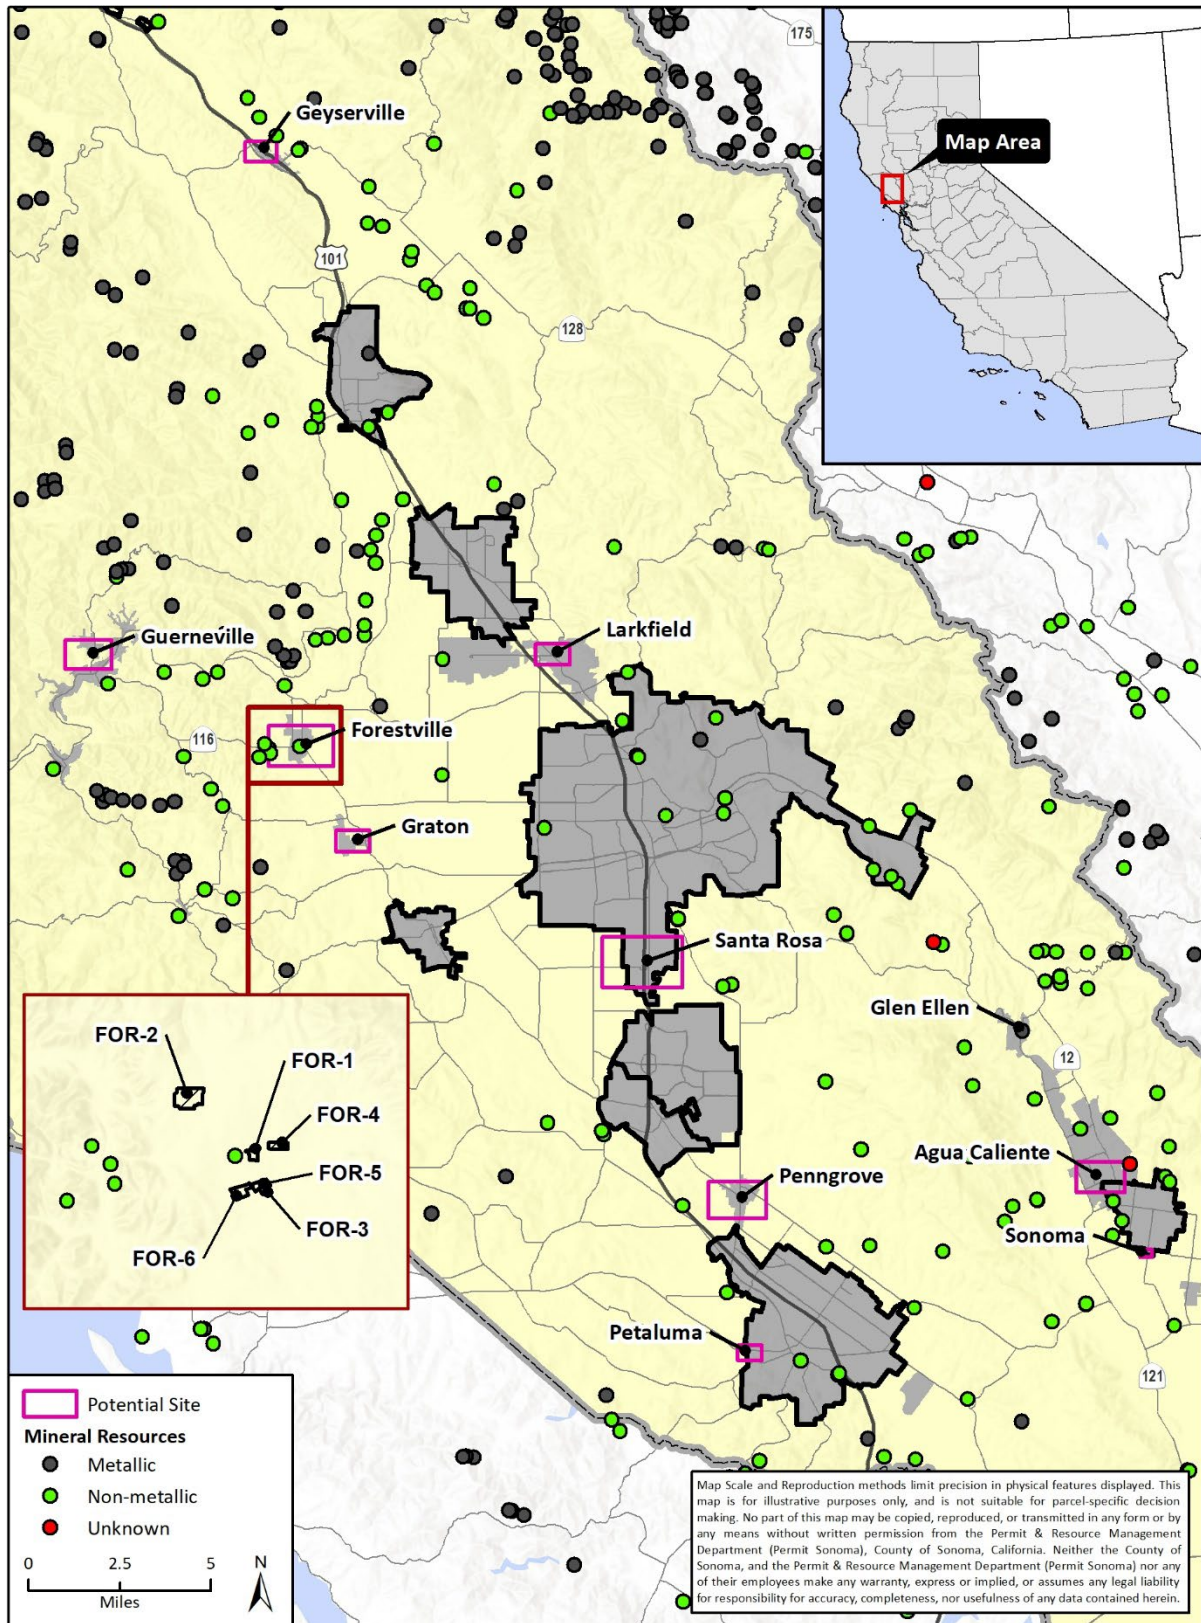 175
Geyserville
Map Area
101
128
Guerneville
Larkfield
116
Forestville
Graton
Santa Rosa
Glen Ellen
12
FOR-2
FOR-1
FOR-4
FOR-5
FOR-3
FOR-6
Agua Caliente
Penngrove
Sonoma
Petaluma
121
Potential Site
Mineral Resources
Metallic
Non-metallic
Unknown
0 2.5 5
Miles
N
Map Scale and Reproduction methods limit precision in physical features displayed. This
map is for illustrative purposes only, and is not suitable for parcel-specific decision
making. No part of this map may be copied, reproduced, or transmitted in any form or by
any means without written permission from the Permit & Resource Management
Department (Permit Sonoma), County of Sonoma, California. Neither the County of
Sonoma, and the Permit & Resource Management Department (Permit Sonoma) nor any
of their employees make any warranty, express or implied, or assumes any legal liability
for responsibility for accuracy, completeness, nor usefulness of any data contained herein.